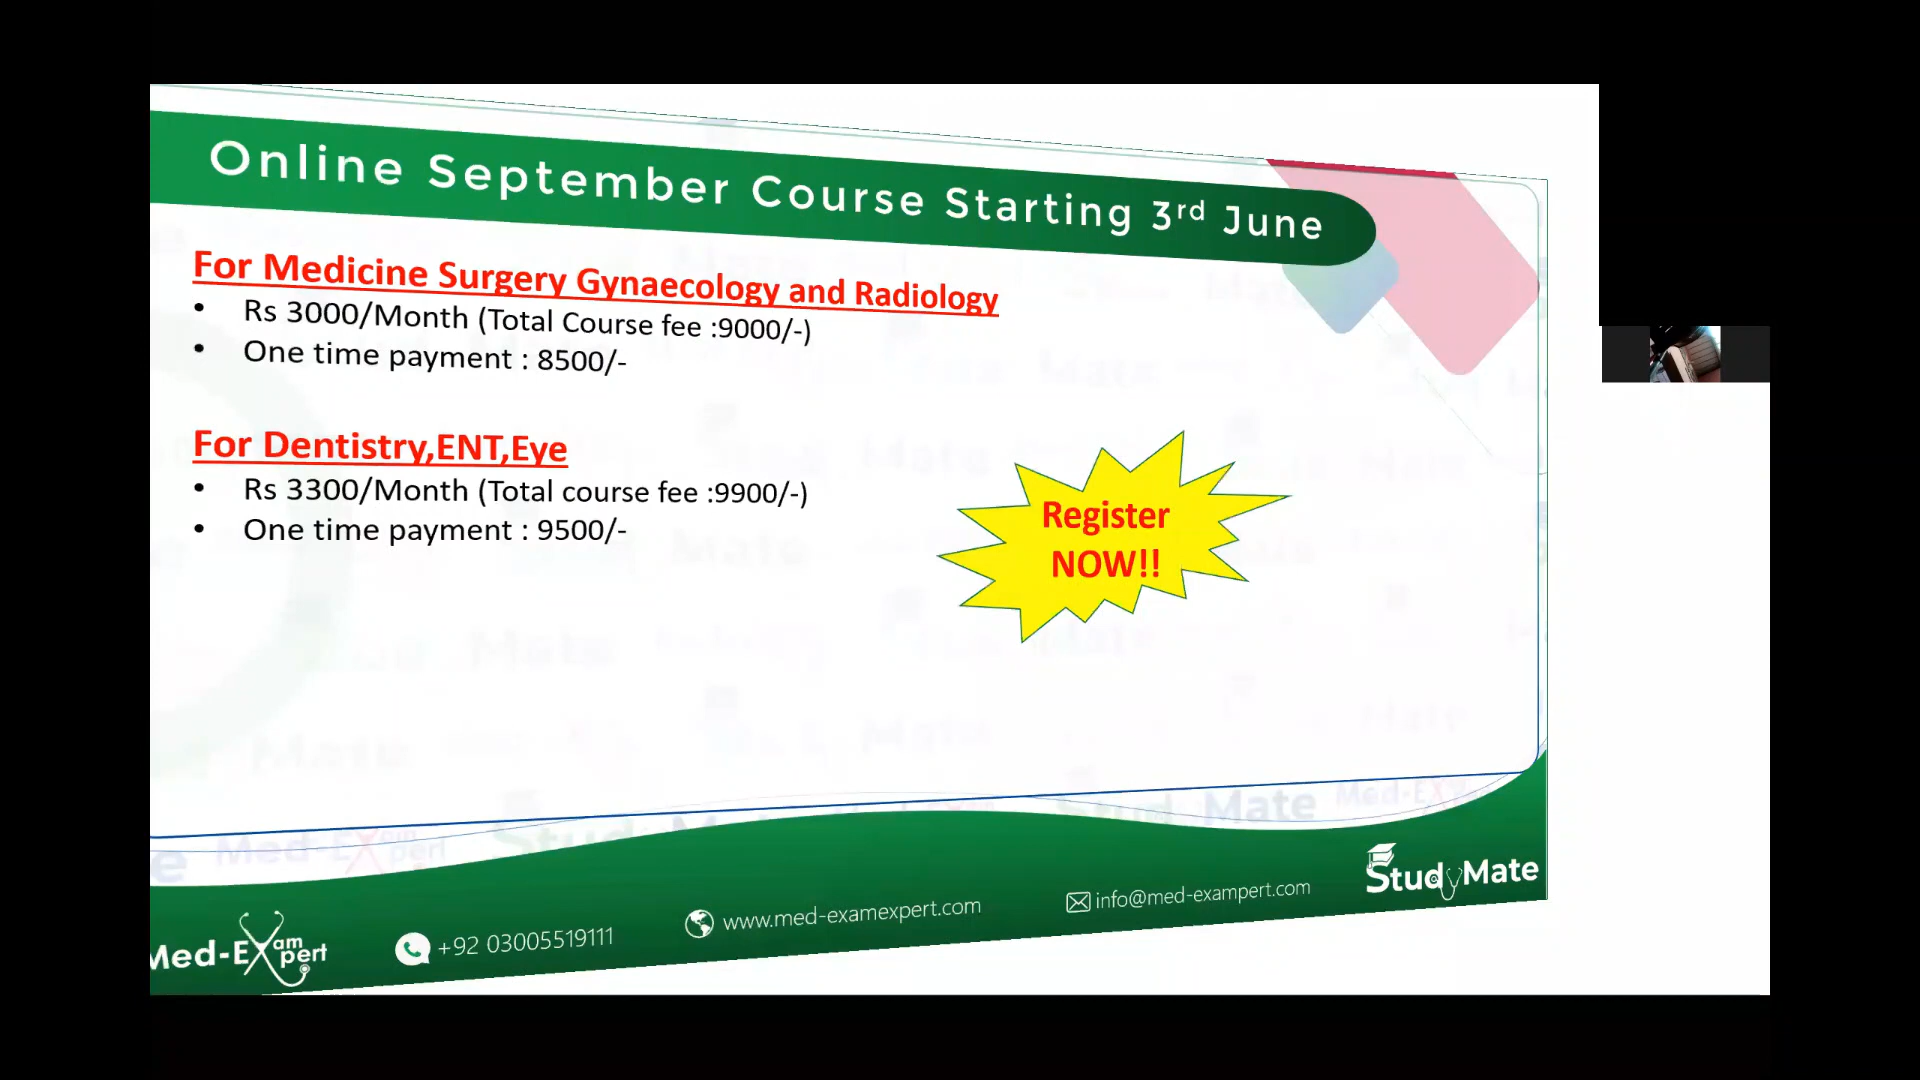 Online September Course Starting 3rd June
For Medicine Surgery Gynaecology and Radiology
• Rs 3000/Month (Total Course fee :9000/-)
• One time payment : 8500/-
For Dentistry,ENT,Eye
• Rs 3300/Month (Total course fee :9900/-)
• One time payment : 9500/-
Register
NOW!!
Med-Exam pert
+92 03005519111
www.med-examexpert.com
info@med-exampert.com
StudyMate